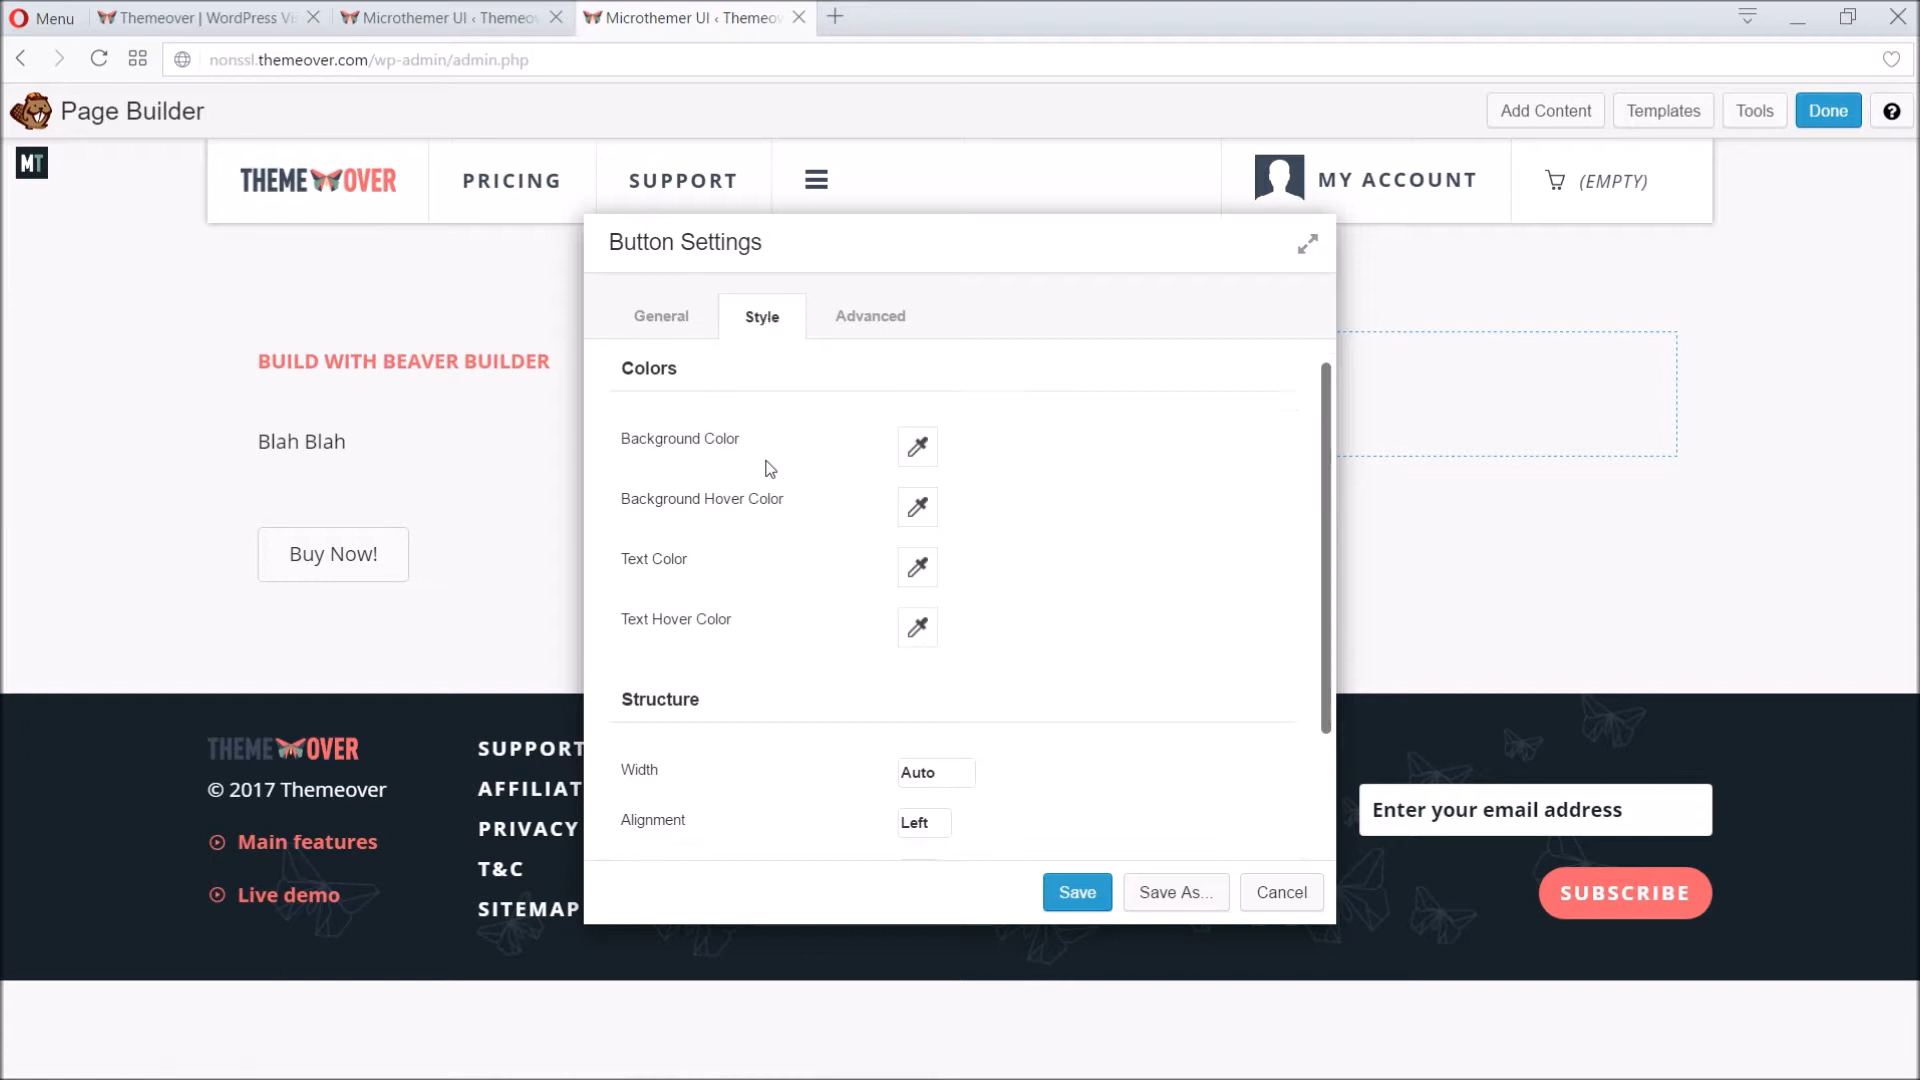 Menu
Themeover | WordPress Vi
Microthemer UI ‹ Themeov
Microthemer UI ‹ Themeov
nonssl.themeover.com/wp-admin/admin.php
Page Builder
Add Content
Templates
Tools
Done
?
MT
THEMEOVER
PRICING
SUPPORT
MY ACCOUNT
(EMPTY)
Button Settings
General
Style
Advanced
BUILD WITH BEAVER BUILDER
Blah Blah
Buy Now!
Colors
Background Color
Background Hover Color
Text Color
Text Hover Color
Structure
Width
Auto
Alignment
Left
Save
Save As...
Cancel
THEMEOVER
© 2017 Themeover
Main features
Live demo
SUPPORT
AFFILIAT
PRIVACY
T&C
SITEMAP
Enter your email address
SUBSCRIBE